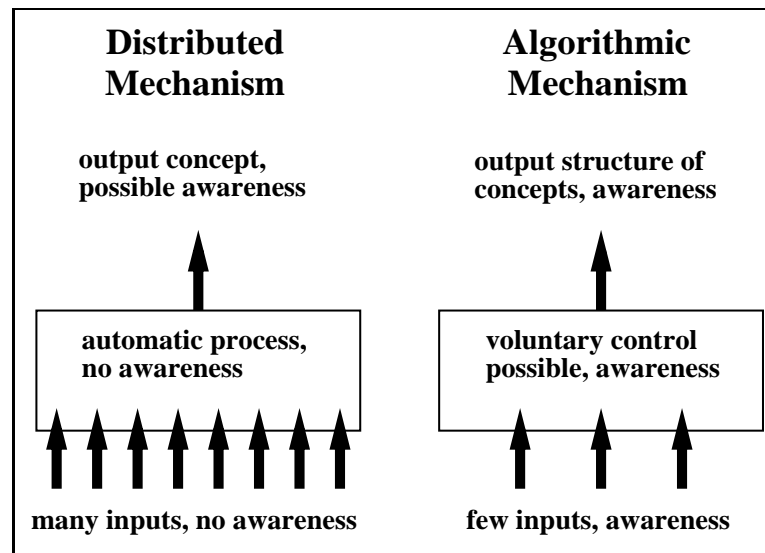 Distributed
Mechanism
output concept,
possible awareness
automatic process,
no awareness
many inputs, no awareness
Algorithmic
Mechanism
output structure of
concepts, awareness
voluntary control
possible, awareness
few inputs, awareness